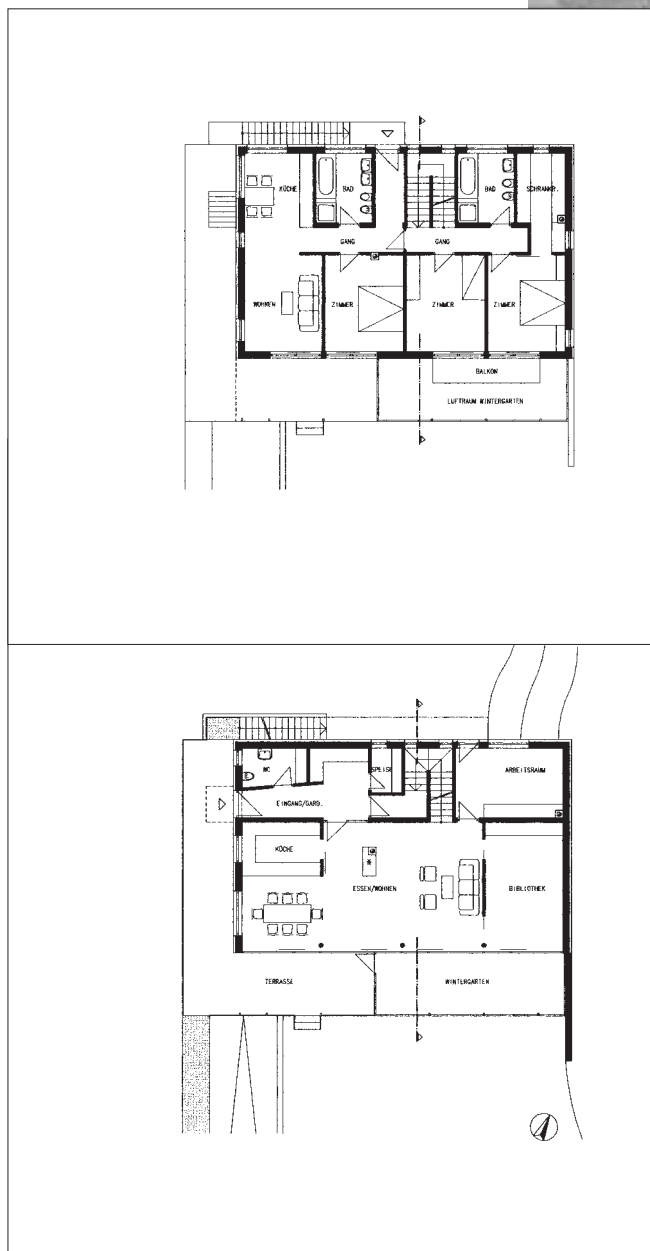 KÜCHE
BAD
BAD
SCHRANKR.
GANG
GANG
WOHNEN
ZIMMER
ZIMMER
ZIMMER
BALKON
LUFTRAUM WINTERGARTEN
WC
SPEIS
ARBEITSRAUM
EINGANG/GARD.
KÜCHE
ESSEN/WOHNEN
BIBLIOTHEK
TERRASSE
WINTERGARTEN